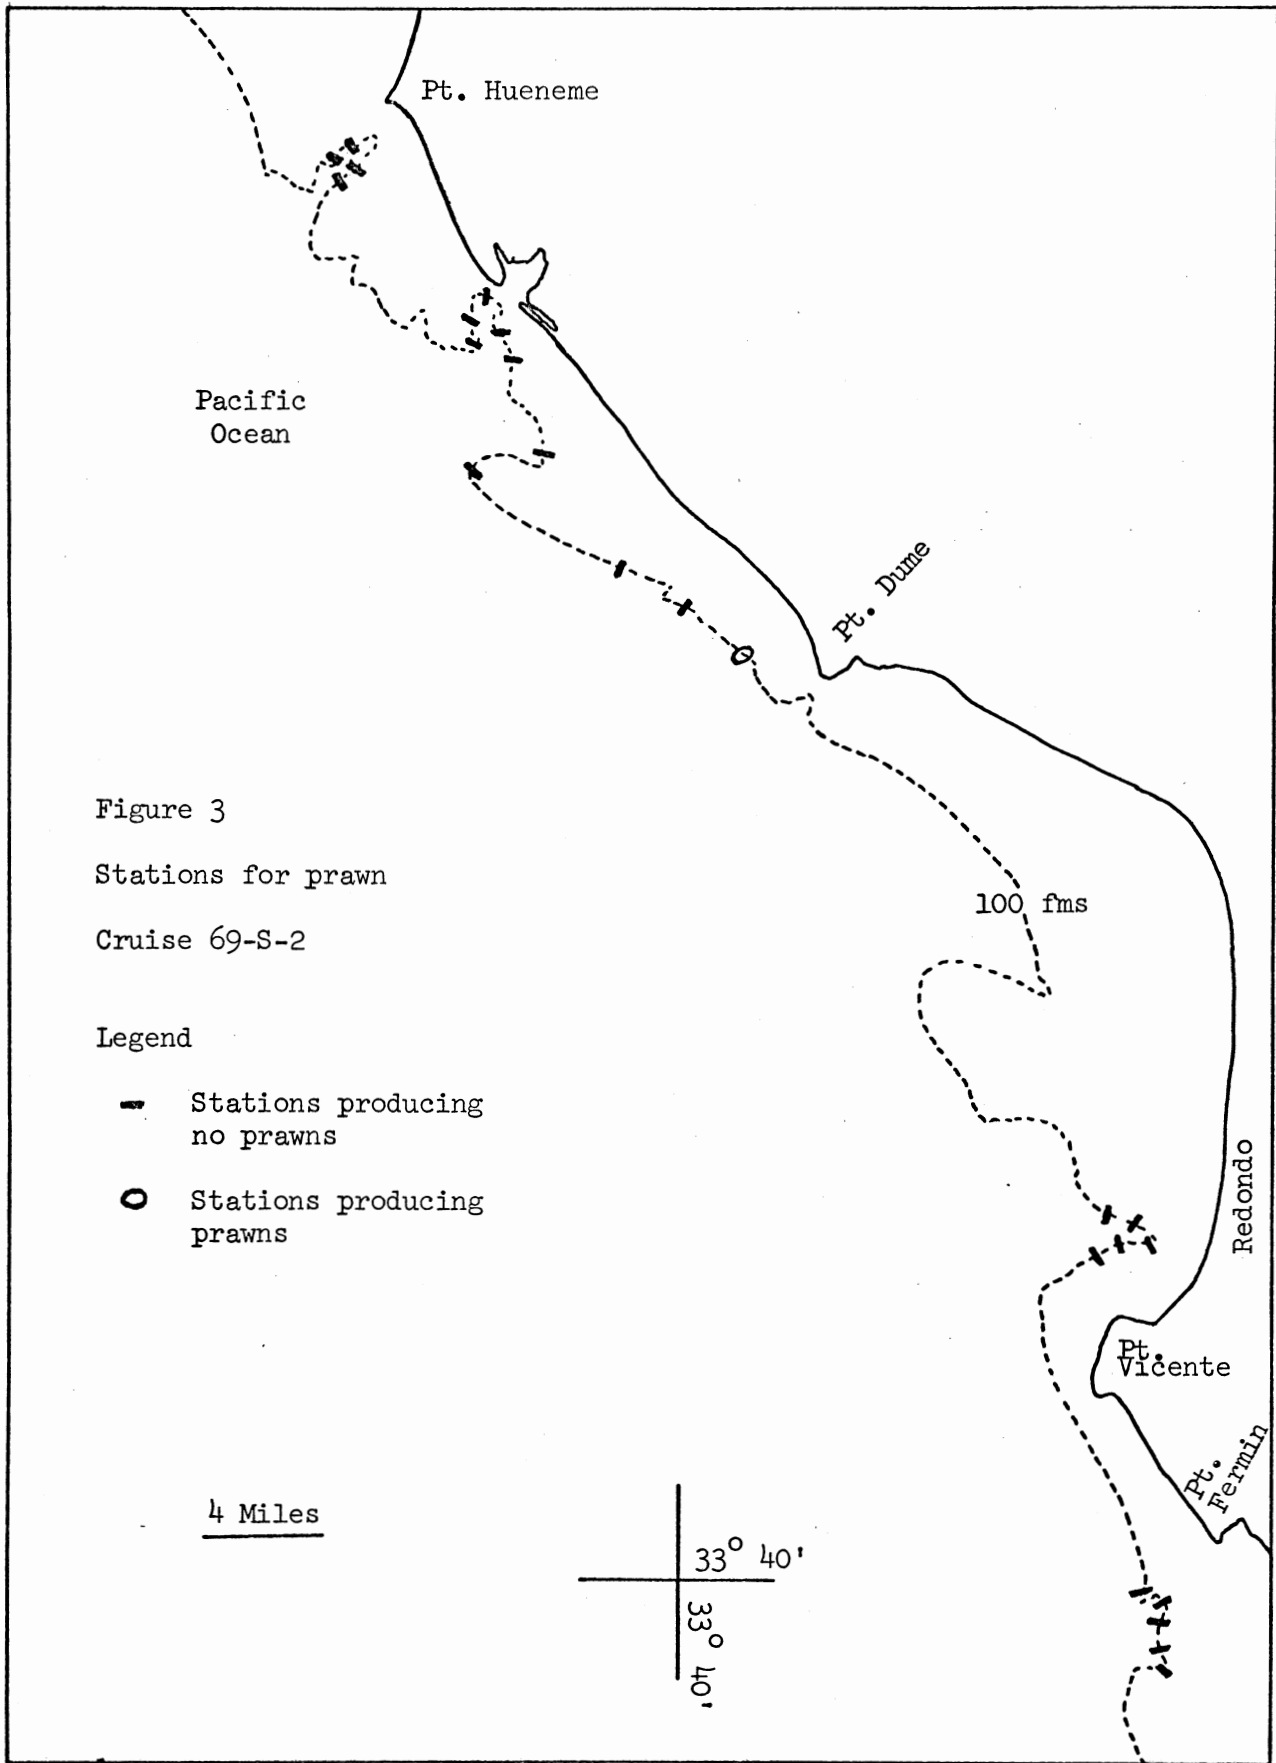 Pt. Hueneme
Pacific
Ocean
Pt. Dume
Figure 3
Stations for prawn
Cruise 69-S-2
100 fms
Legend
Stations producing
no prawns
Stations producing
prawns
Redondo
Pt.
Vicente
Pt.
Fermin
4 Miles
33° 40'
33° 40'